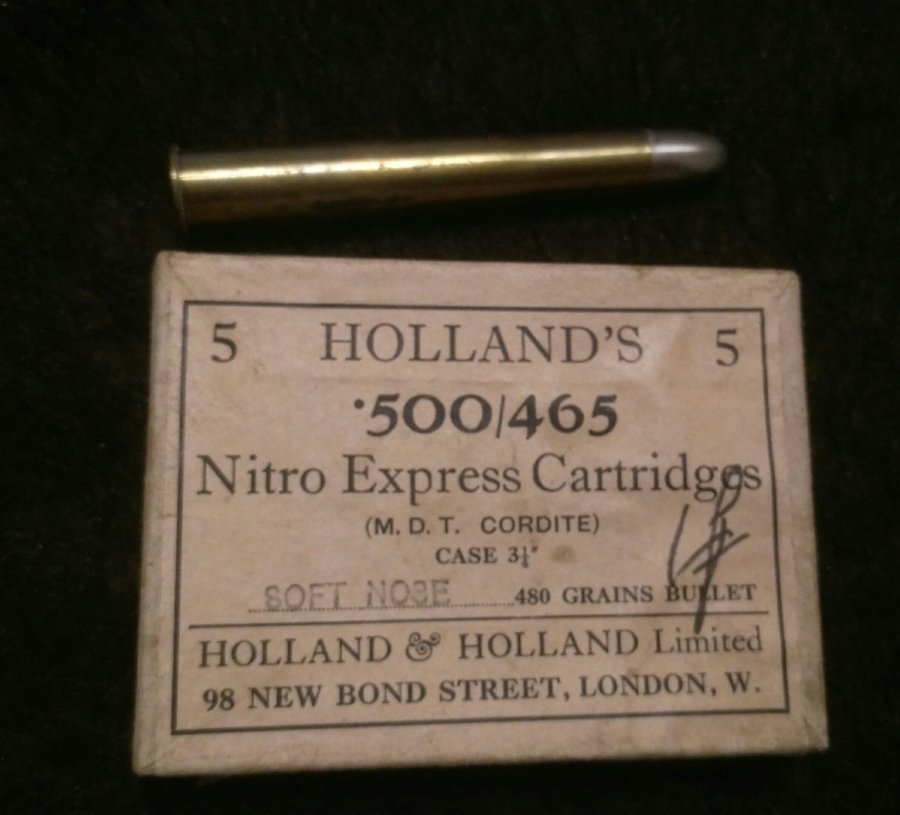 5 HOLLAND'S 5
·500/465
Nitro Express Cartridges
(M.D.T. CORDITE)
CASE 3¼"
SOFT NOSE 480 GRAINS BULLET
HOLLAND & HOLLAND Limited
98 NEW BOND STREET, LONDON, W.